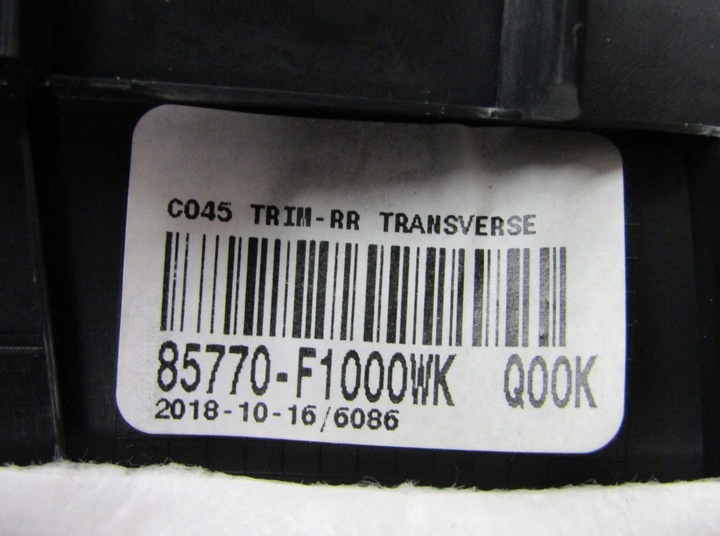 C045 TRIM-RR TRANSVERSE
85770-F1000WK Q00K
2018-10-16/6086